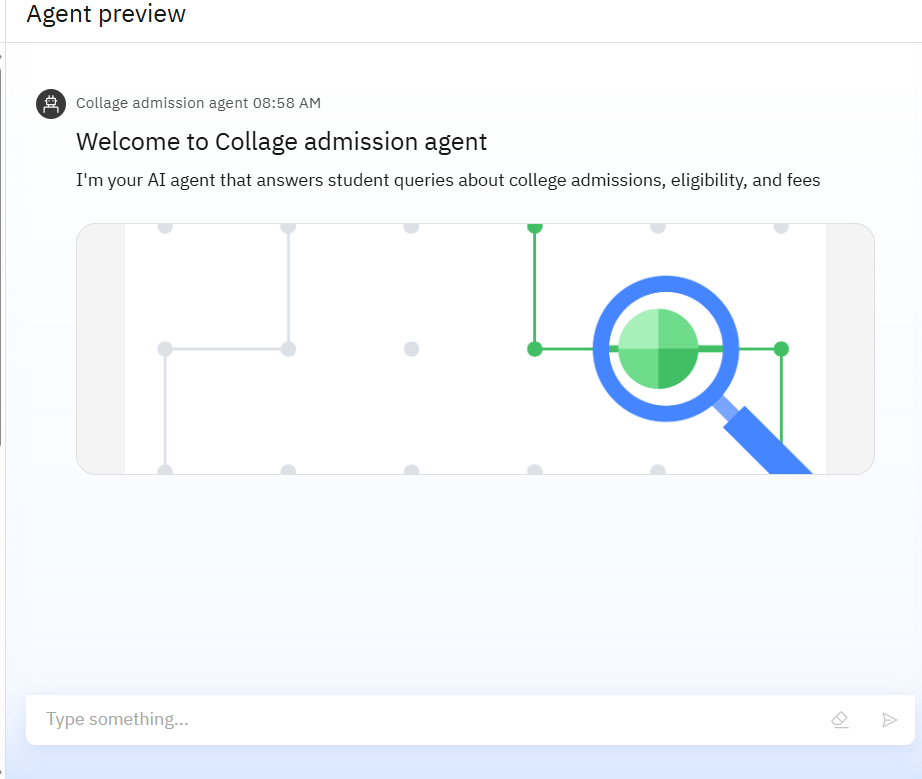 Agent preview
Collage admission agent 08:58 AM
Welcome to Collage admission agent
I'm your AI agent that answers student queries about college admissions, eligibility, and fees
Type something...